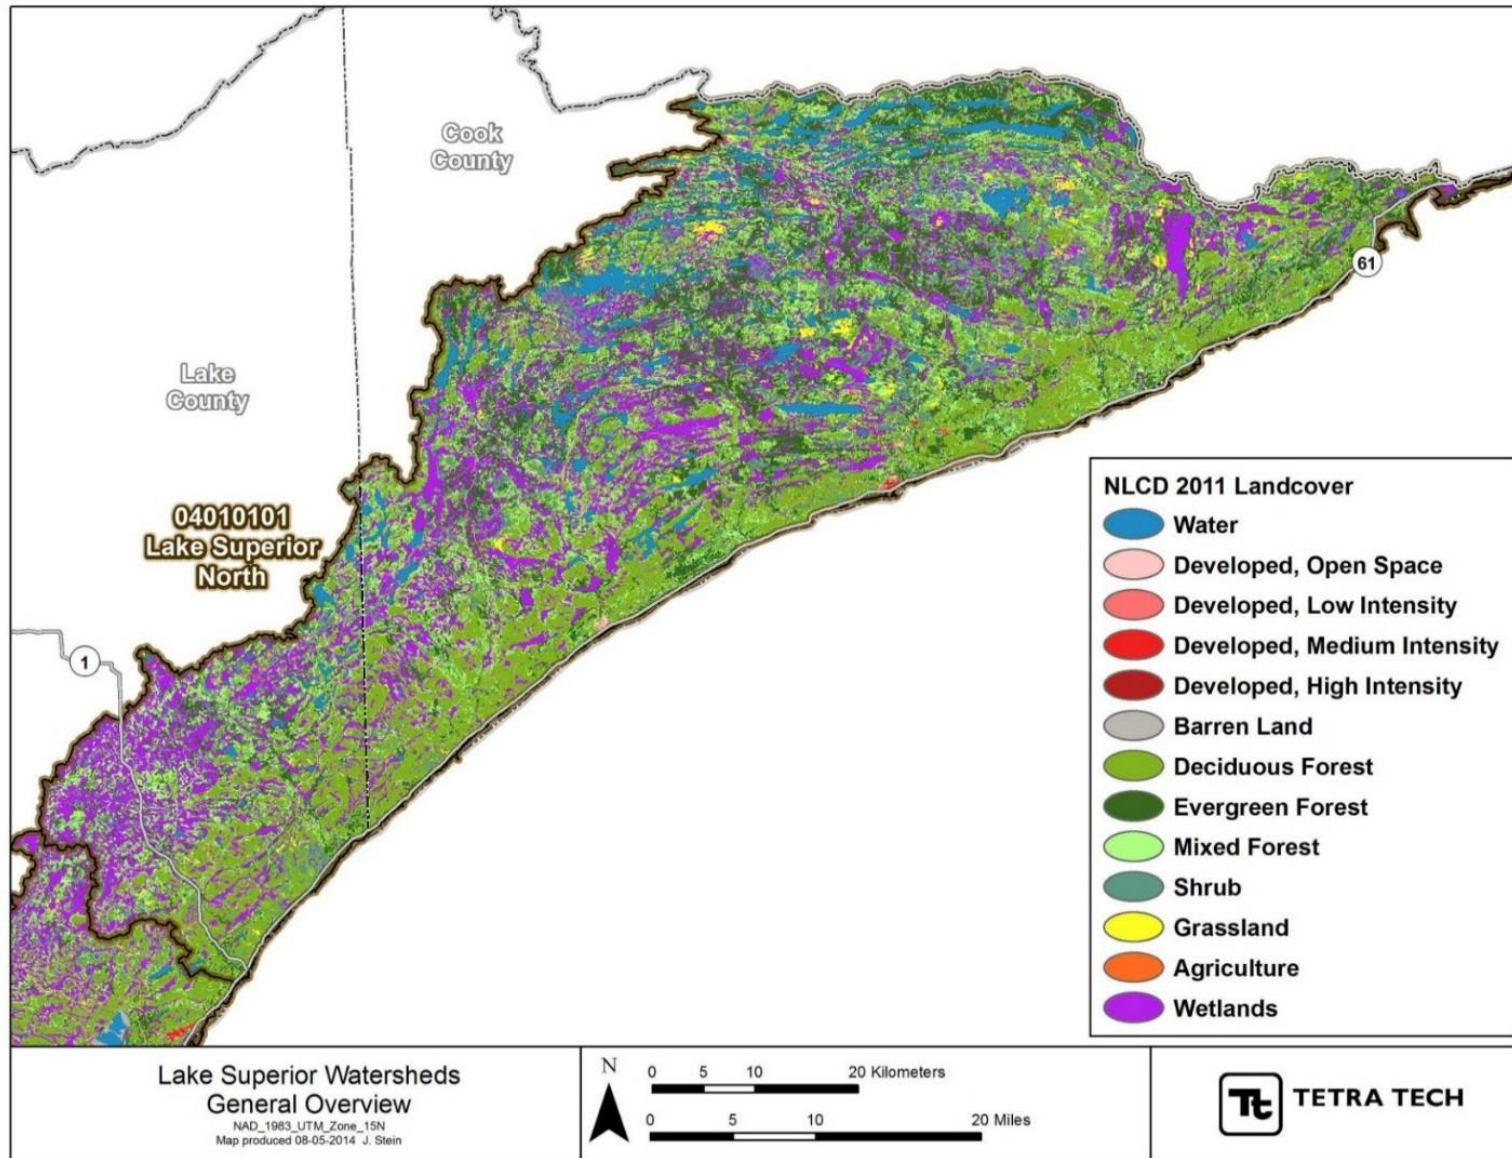 Cook
County
61
Lake
County
04010101
Lake Superior
North
1
NLCD 2011 Landcover
Water
Developed, Open Space
Developed, Low Intensity
Developed, Medium Intensity
Developed, High Intensity
Barren Land
Deciduous Forest
Evergreen Forest
Mixed Forest
Shrub
Grassland
Agriculture
Wetlands
Lake Superior Watersheds
General Overview
NAD_1983_UTM_Zone_15N
Map produced 08-05-2014 J. Stein
N
0 5 10 20 Kilometers
0 5 10 20 Miles
Tt TETRA TECH